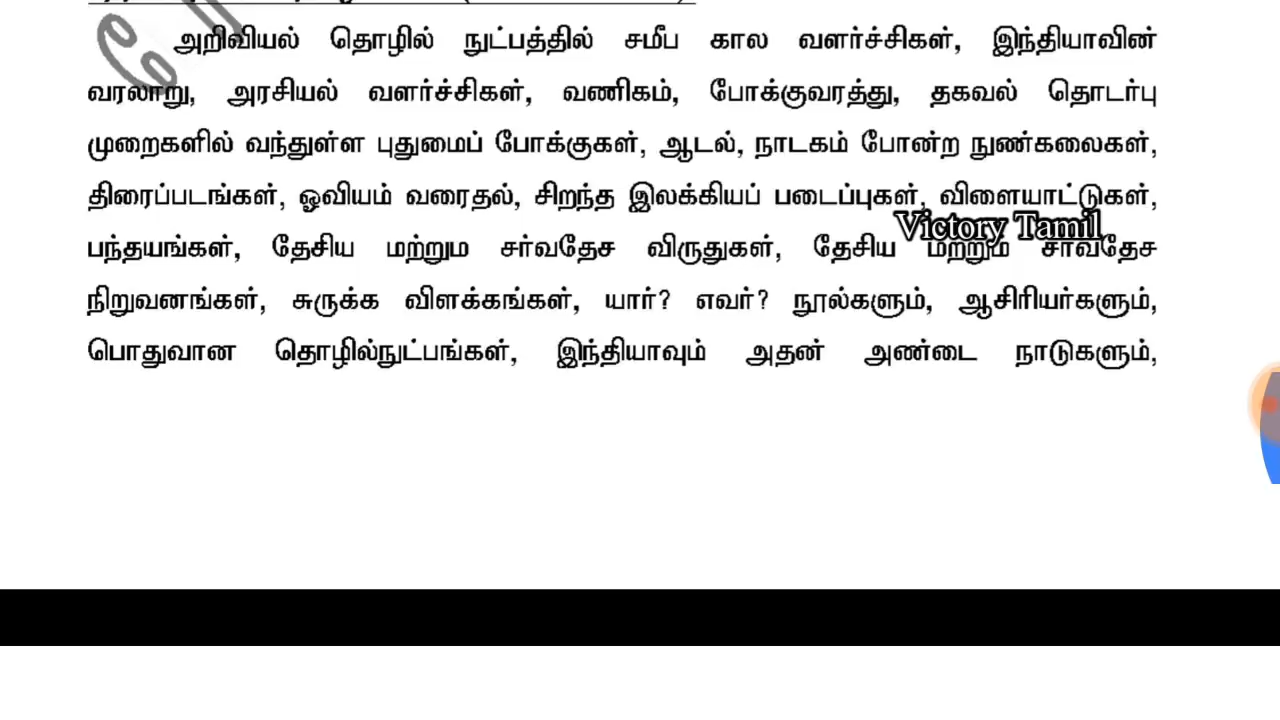 அறிவியல் தொழில் நுட்பத்தில் சமீப கால வளர்ச்சிகள், இந்தியாவின்
வரலாறு, அரசியல் வளர்ச்சிகள், வணிகம், போக்குவரத்து, தகவல் தொடர்பு
முறைகளில் வந்துள்ள புதுமைப் போக்குகள், ஆடல், நாடகம் போன்ற நுண்கலைகள்,
திரைப்படங்கள், ஓவியம் வரைதல், சிறந்த இலக்கியப் படைப்புகள், விளையாட்டுகள்,
Victory Tamil
பந்தயங்கள், தேசிய மற்றும சர்வதேச விருதுகள், தேசிய மற்றும் சர்வதேச
நிறுவனங்கள், சுருக்க விளக்கங்கள், யார்? எவர்? நூல்களும், ஆசிரியர்களும்,
பொதுவான தொழில்நுட்பங்கள், இந்தியாவும் அதன் அண்டை நாடுகளும்,